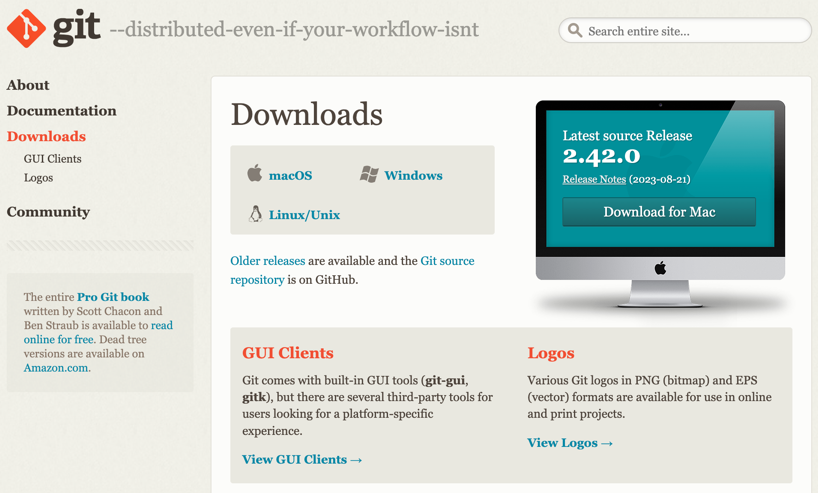 git --distributed-even-if-your-workflow-isnt
Search entire site...
About
Documentation
Downloads
GUI Clients
Logos
Community
The entire Pro Git book
written by Scott Chacon and
Ben Straub is available to read
online for free. Dead tree
versions are available on
Amazon.com.
Downloads
macOS
Windows
Linux/Unix
Older releases are available and the Git source
repository is on GitHub.
Latest source Release
2.42.0
Release Notes (2023-08-21)
Download for Mac
GUI Clients
Git comes with built-in GUI tools (git-gui,
gitk), but there are several third-party tools for
users looking for a platform-specific
experience.
View GUI Clients →
Logos
Various Git logos in PNG (bitmap) and EPS
(vector) formats are available for use in online
and print projects.
View Logos →